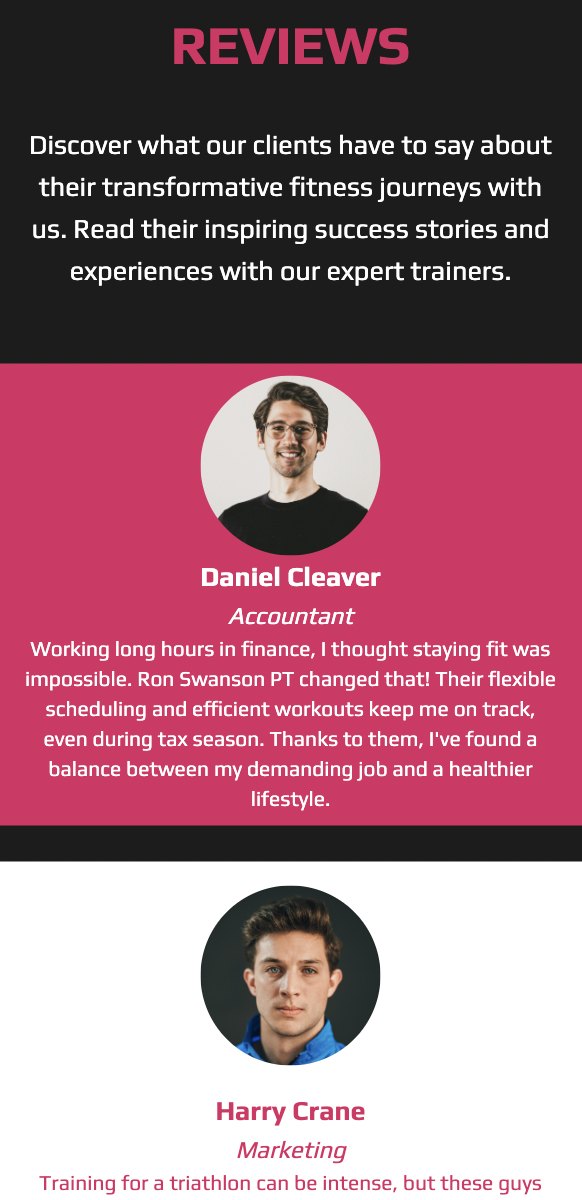 REVIEWS
Discover what our clients have to say about
their transformative fitness journeys with
us. Read their inspiring success stories and
experiences with our expert trainers.
Daniel Cleaver
Accountant
Working long hours in finance, I thought staying fit was
impossible. Ron Swanson PT changed that! Their flexible
scheduling and efficient workouts keep me on track,
even during tax season. Thanks to them, I've found a
balance between my demanding job and a healthier
lifestyle.
Harry Crane
Marketing
Training for a triathlon can be intense, but these guys